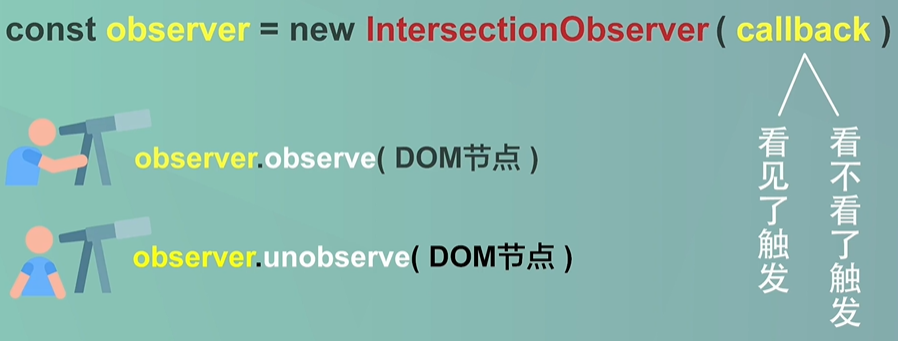 const observer = new IntersectionObserver ( callback )
看见了触发
看不看了触发
observer.observe( DOM节点 )
observer.unobserve( DOM节点 )